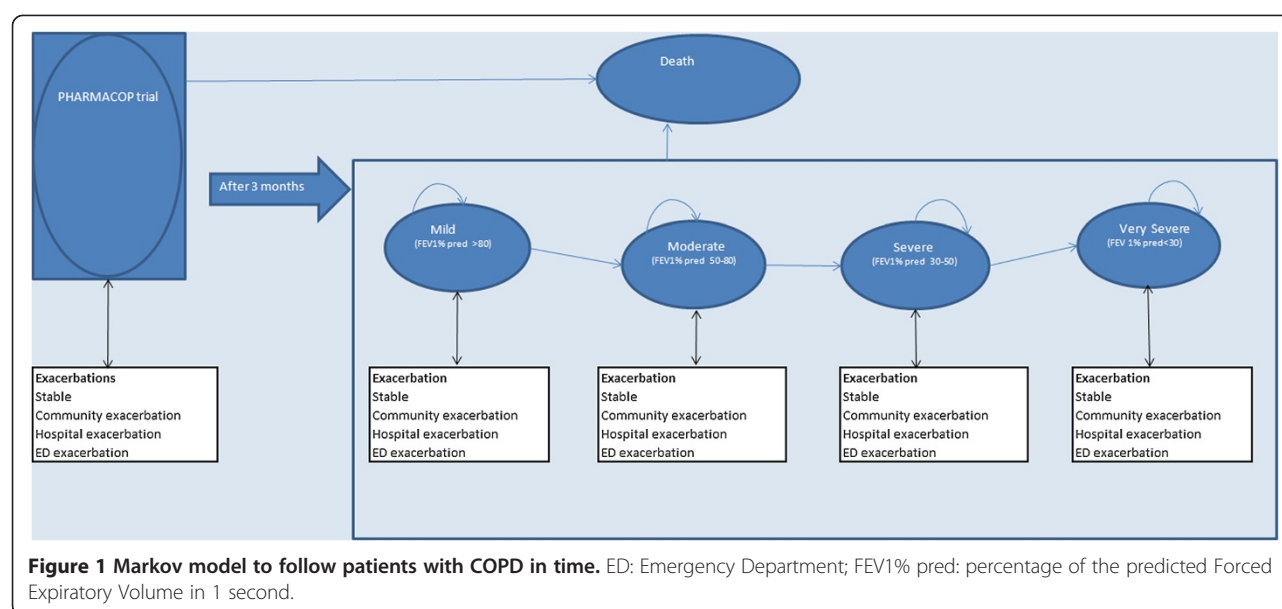 PHARMACOP trial
Death
After 3 months
Mild
(FEV1% pred >80)
Moderate
(FEV1% pred 50-80)
Severe
(FEV1% pred 30-50)
Very Severe
(FEV 1% pred<30)
Exacerbations
Stable
Community exacerbation
Hospital exacerbation
ED exacerbation
Exacerbation
Stable
Community exacerbation
Hospital exacerbation
ED exacerbation
Exacerbation
Stable
Community exacerbation
Hospital exacerbation
ED exacerbation
Exacerbation
Stable
Community exacerbation
Hospital exacerbation
ED exacerbation
Exacerbation
Stable
Community exacerbation
Hospital exacerbation
ED exacerbation
Figure 1 Markov model to follow patients with COPD in time. ED: Emergency Department; FEV1% pred: percentage of the predicted Forced
Expiratory Volume in 1 second.